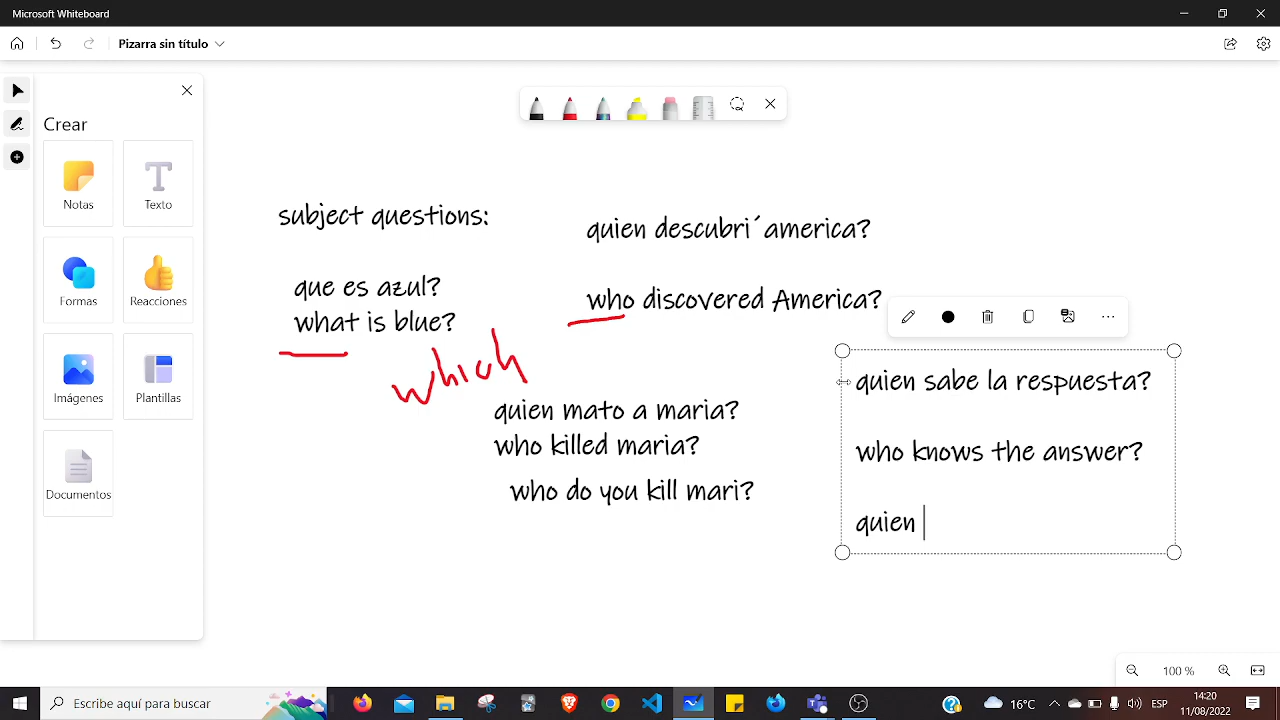 Microsoft Whiteboard
Pizarra sin título
Crear
Notas
Texto
Formas
Reacciones
Imágenes
Plantillas
Documentos
subject questions:
que es azul?
what is blue?
which
quien descubri´america?
who discovered America?
quien mato a maria?
who killed maria?
who do you kill mari?
quien sabe la respuesta?
who knows the answer?
quien
100 %
Escribe aquí para buscar
16°C
ESP
14:20
11/08/2022